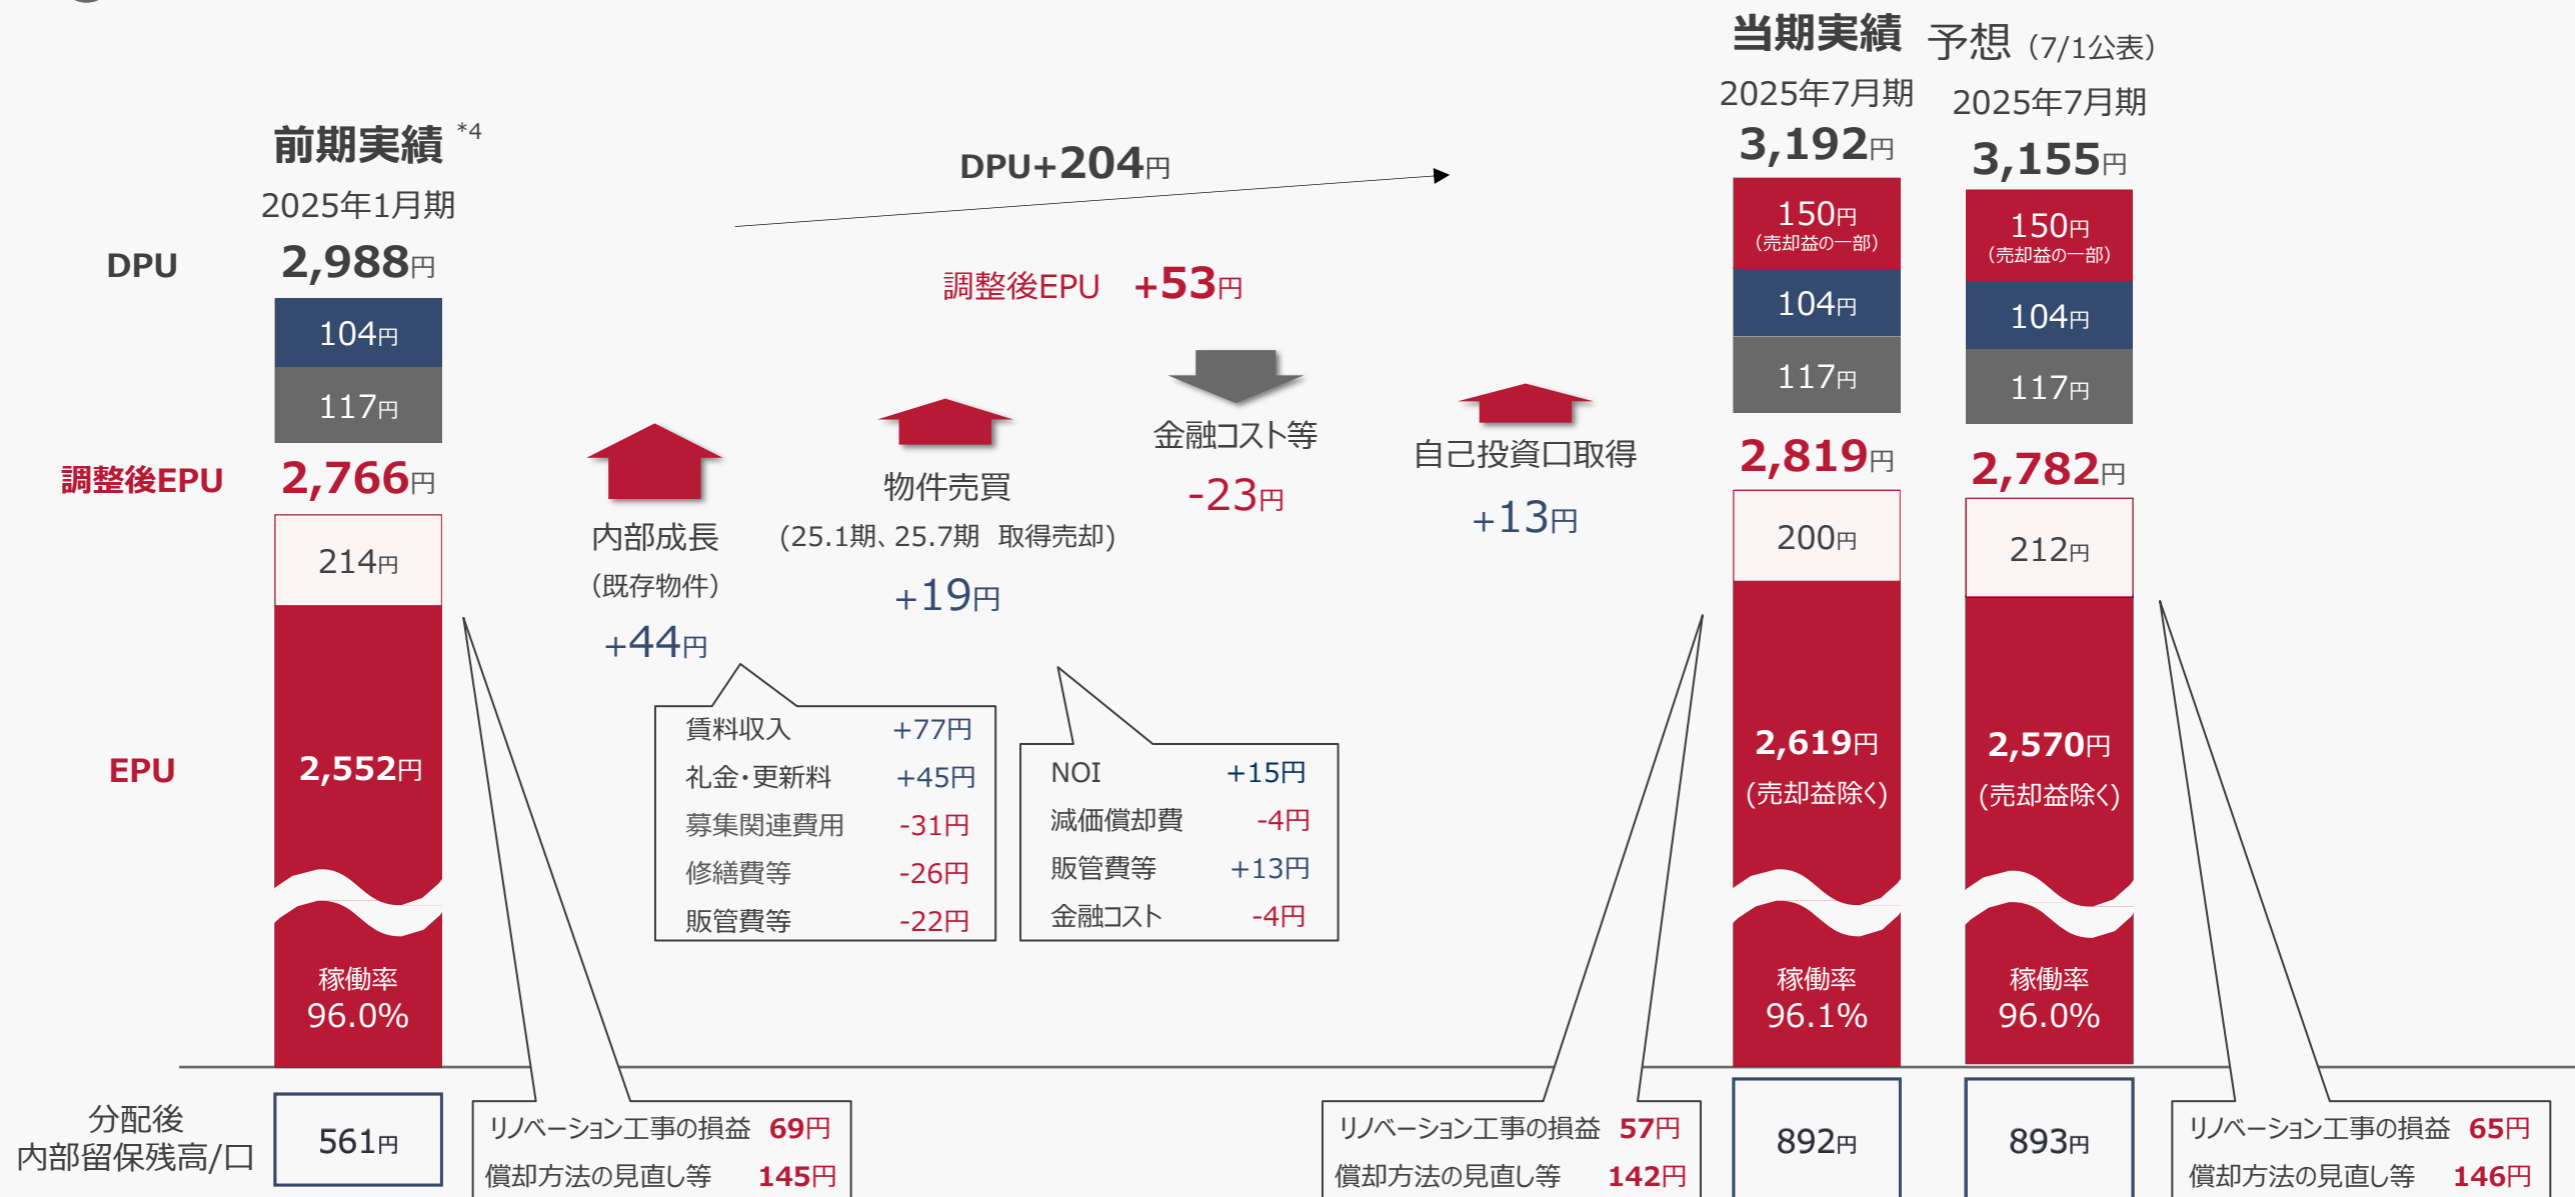 前期実績 *4
2025年1月期
DPU
2,988円
104円
117円
調整後EPU
2,766円
214円
EPU
2,552円
稼働率
96.0%
分配後
内部留保残高/口
561円
リノベーション工事の損益 69円
償却方法の見直し等 145円
DPU+204円
調整後EPU +53円
内部成長
（既存物件）
+44円
賃料収入 +77円
礼金・更新料 +45円
募集関連費用 -31円
修繕費等 -26円
販管費等 -22円
物件売買
(25.1期、25.7期 取得売却)
+19円
NOI +15円
減価償却費 -4円
販管費等 +13円
金融コスト -4円
金融コスト等
-23円
自己投資口取得
+13円
当期実績
2025年7月期
3,192円
150円
（売却益の一部）
104円
117円
2,819円
200円
2,619円
(売却益除く)
稼働率
96.1%
892円
リノベーション工事の損益 57円
償却方法の見直し等 142円
予想（7/1公表）
2025年7月期
3,155円
150円
（売却益の一部）
104円
117円
2,782円
212円
2,570円
(売却益除く)
稼働率
96.0%
893円
リノベーション工事の損益 65円
償却方法の見直し等 146円